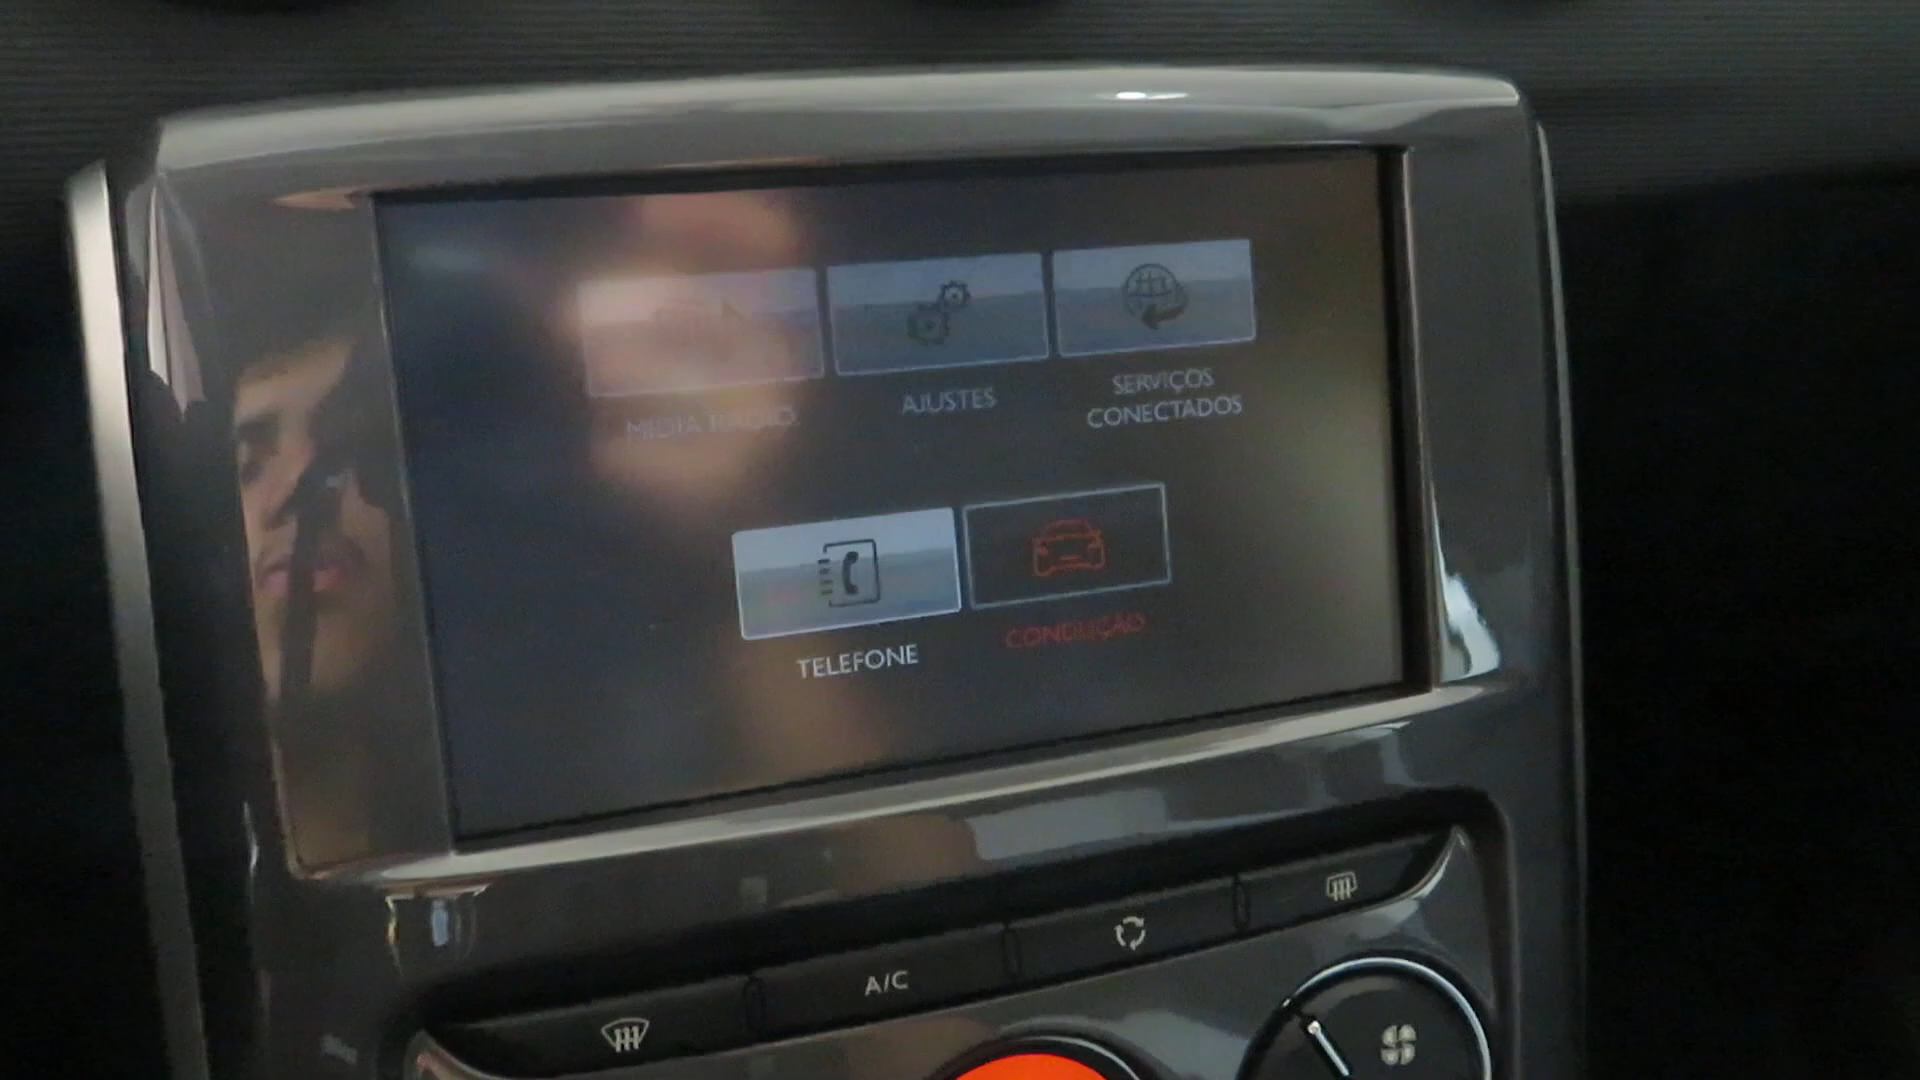 MÍDIA RÁDIO
AJUSTES
SERVIÇOS
CONECTADOS
TELEFONE
CONDUÇÃO
A/C